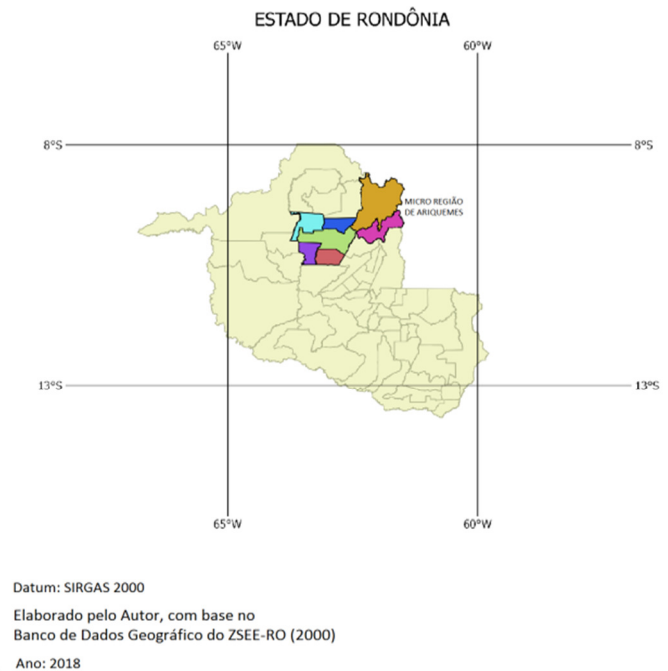 ESTADO DE RONDÔNIA
65°W 60°W
8°S 8°S
MICRO REGIÃO
DE ARIQUEMES
13°S 13°S
65°W 60°W
Datum: SIRGAS 2000
Elaborado pelo Autor, com base no
Banco de Dados Geográfico do ZSEE-RO (2000)
Ano: 2018